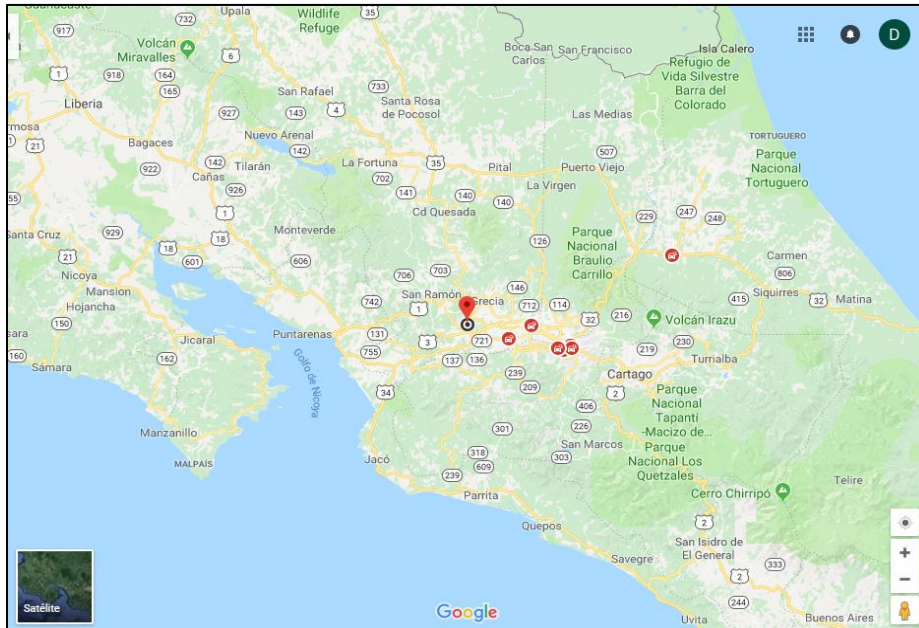 Upala
Wildlife
Refuge
35
732
917
Volcán
Miravalles
6
Boca San
Carlos
San Francisco
Isla Calero
Refugio de
Vida Silvestre
Barra del
Colorado
D
1
918
164
165
Liberia
733
San Rafael
Santa Rosa
de Pocosol
927
143
4
Las Medias
21
Nuevo Arenal
142
TORTUGUERO
Bagaces
142
Tilarán
La Fortuna
35
Pital
507
Puerto Viejo
Parque
Nacional
Tortuguero
922
Cañas
926
702
141
140
140
La Virgen
Cd Quesada
1
229
247
248
Santa Cruz
929
18
18
Monteverde
126
Parque
Nacional
Braulio
Carrillo
21
601
606
706
703
Carmen
806
Nicoya
Mansion
Hojancha
742
San Ramón
Grecia
146
712
114
415
Siquirres
32
Matina
150
1
32
216
Volcán Irazu
Puntarenas
131
3
721
160
Jicaral
755
137
136
219
230
Turrialba
Sámara
162
Golfo de Nicoya
239
Cartago
34
209
2
Parque
Nacional
Tapantí
-Macizo de...
Parque
Nacional Los
Quetzales
406
226
301
San Marcos
303
Manzanillo
MALPAÍS
Jacó
318
609
239
Parrita
Telire
Cerro Chirripó
Quepos
2
San Isidro de
El General
Savegre
333
2
244
Uvita
Buenos Aires
Satélite
Google
+
−